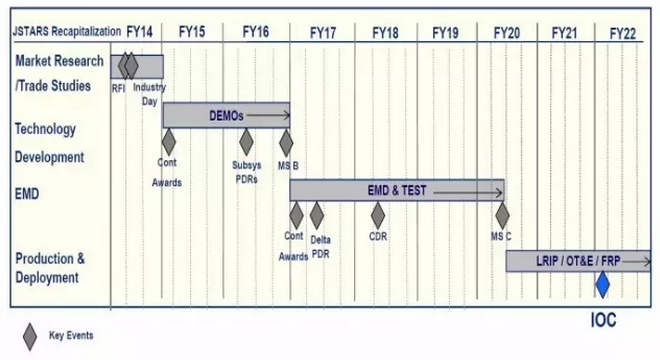 JSTARS Recapitalization FY14 FY15 FY16 FY17 FY18 FY19 FY20 FY21 FY22
Market Research
/Trade Studies
RFI Industry
Day
DEMOs
Technology
Development
Cont
Awards
Subsys
PDRs
MS B
EMD
EMD & TEST
Cont
Awards
Delta
PDR
CDR
MS C
Production &
Deployment
LRIP / OT&E / FRP
IOC
Key Events